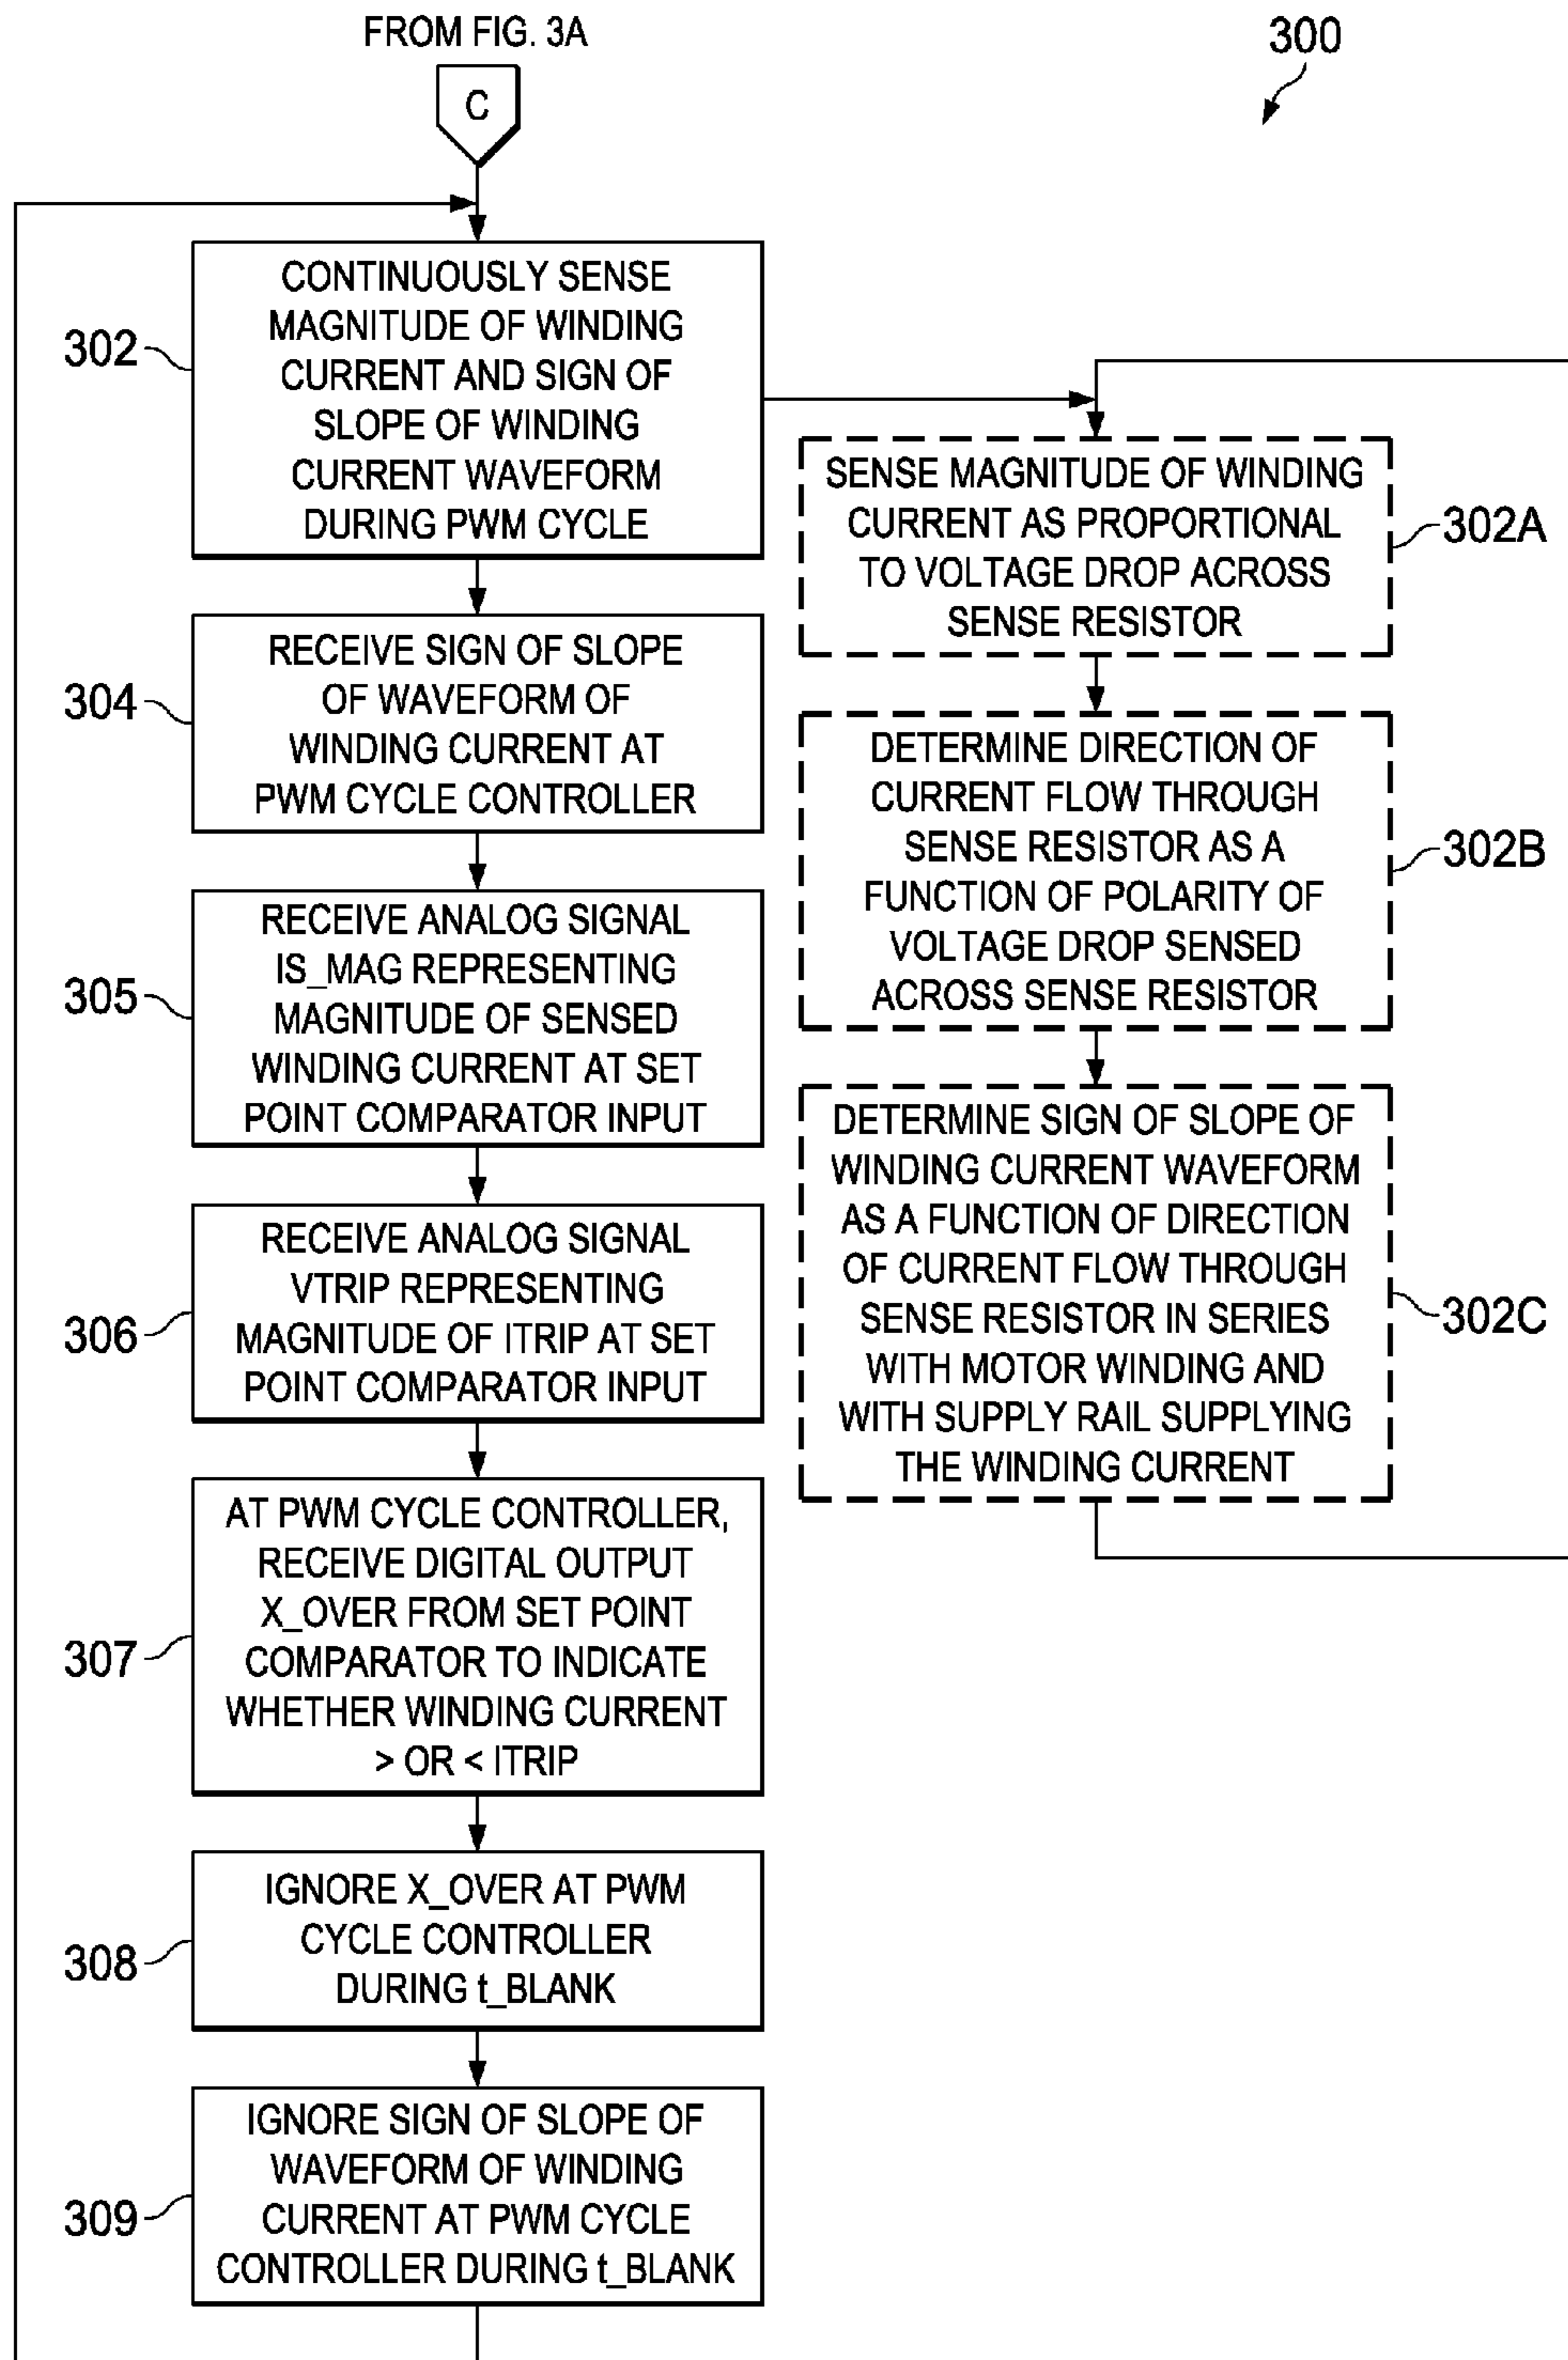 FROM FIG. 3A
300
C
302
CONTINUOUSLY SENSE
MAGNITUDE OF WINDING
CURRENT AND SIGN OF
SLOPE OF WINDING
CURRENT WAVEFORM
DURING PWM CYCLE
304
RECEIVE SIGN OF SLOPE
OF WAVEFORM OF
WINDING CURRENT AT
PWM CYCLE CONTROLLER
305
RECEIVE ANALOG SIGNAL
IS_MAG REPRESENTING
MAGNITUDE OF SENSED
WINDING CURRENT AT SET
POINT COMPARATOR INPUT
306
RECEIVE ANALOG SIGNAL
VTRIP REPRESENTING
MAGNITUDE OF ITRIP AT SET
POINT COMPARATOR INPUT
307
AT PWM CYCLE CONTROLLER,
RECEIVE DIGITAL OUTPUT
X_OVER FROM SET POINT
COMPARATOR TO INDICATE
WHETHER WINDING CURRENT
> OR < ITRIP
308
IGNORE X_OVER AT PWM
CYCLE CONTROLLER
DURING t_BLANK
309
IGNORE SIGN OF SLOPE OF
WAVEFORM OF WINDING
CURRENT AT PWM CYCLE
CONTROLLER DURING t_BLANK
SENSE MAGNITUDE OF WINDING
CURRENT AS PROPORTIONAL
TO VOLTAGE DROP ACROSS
SENSE RESISTOR
302A
DETERMINE DIRECTION OF
CURRENT FLOW THROUGH
SENSE RESISTOR AS A
FUNCTION OF POLARITY OF
VOLTAGE DROP SENSED
ACROSS SENSE RESISTOR
302B
DETERMINE SIGN OF SLOPE OF
WINDING CURRENT WAVEFORM
AS A FUNCTION OF DIRECTION
OF CURRENT FLOW THROUGH
SENSE RESISTOR IN SERIES
WITH MOTOR WINDING AND
WITH SUPPLY RAIL SUPPLYING
THE WINDING CURRENT
302C